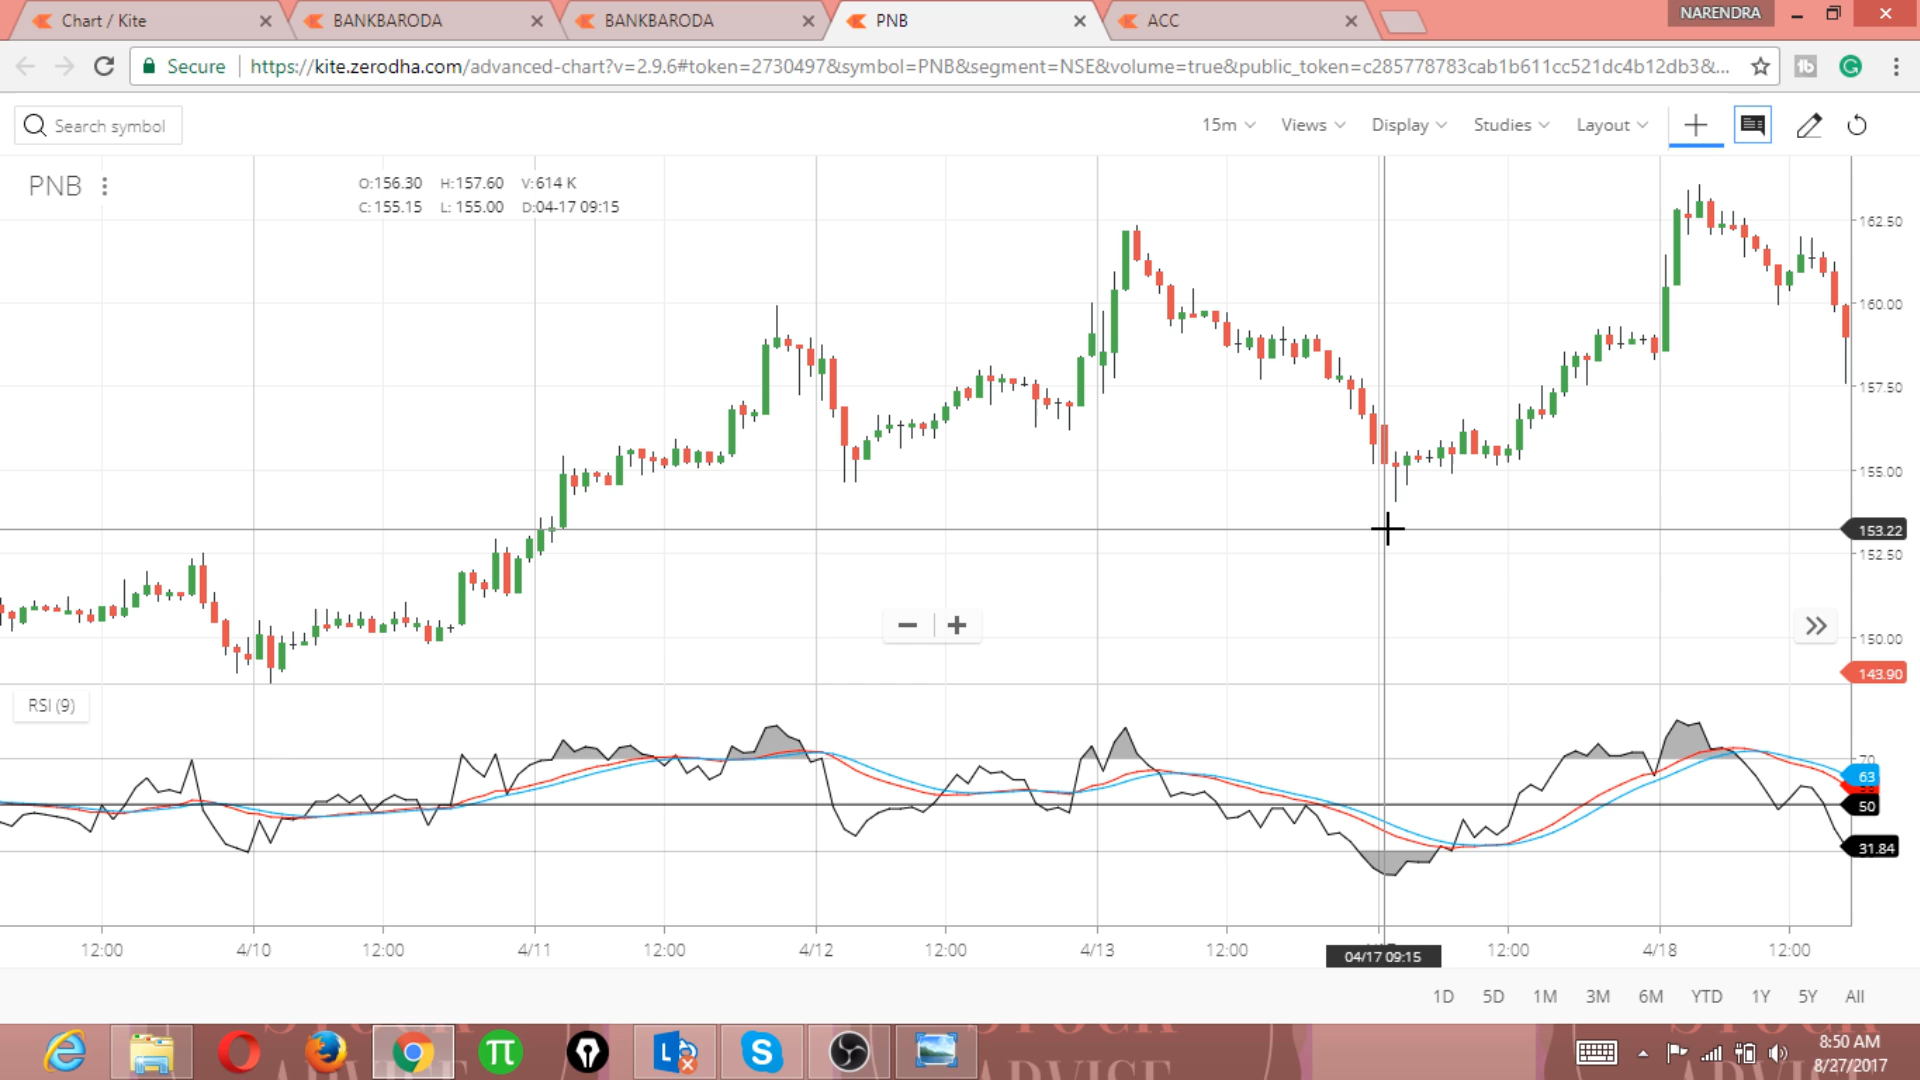 Chart / Kite
BANKBARODA
BANKBARODA
PNB
ACC
NARENDRA
Secure
https://kite.zerodha.com/advanced-chart?v=2.9.6#token=2730497&symbol=PNB&segment=NSE&volume=true&public_token=c285778783cab1b611cc521dc4b12db3&...
Search symbol
15m
Views
Display
Studies
Layout
PNB
O:156.30 H:157.60 V:614 K
C:155.15 L: 155.00 D:04-17 09:15
162.50
160.00
157.50
155.00
153.22
152.50
150.00
143.90
RSI (9)
70
63
50
31.84
12:00 4/10 12:00 4/11 12:00 4/12 12:00 4/13 12:00 12:00 4/18 12:00
04/17 09:15
1D 5D 1M 3M 6M YTD 1Y 5Y All
8:50 AM
8/27/2017